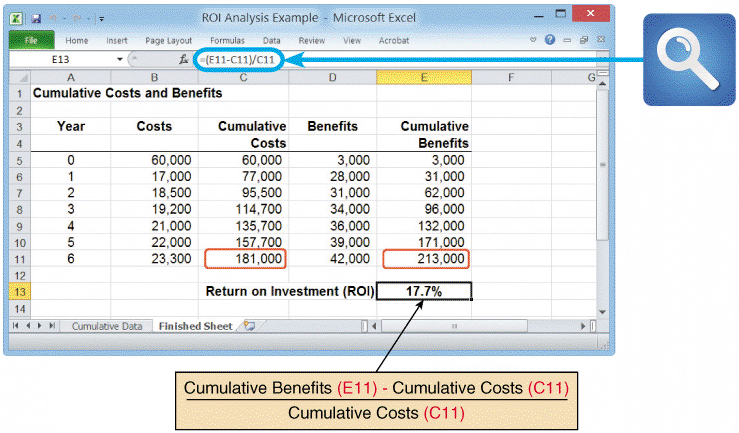 ROI Analysis Example - Microsoft Excel
File Home Insert Page Layout Formulas Data Review View Acrobat
E13 fx =(E11-C11)/C11
A B C D E F G
1 Cumulative Costs and Benefits
2
3 Year Costs Cumulative Benefits Cumulative
4 Costs Benefits
5 0 60,000 60,000 3,000 3,000
6 1 17,000 77,000 28,000 31,000
7 2 18,500 95,500 31,000 62,000
8 3 19,200 114,700 34,000 96,000
9 4 21,000 135,700 36,000 132,000
10 5 22,000 157,700 39,000 171,000
11 6 23,300 181,000 42,000 213,000
12
13 Return on Investment (ROI) 17.7%
14
Cumulative Data Finished Sheet
Cumulative Benefits (E11) - Cumulative Costs (C11)
Cumulative Costs (C11)